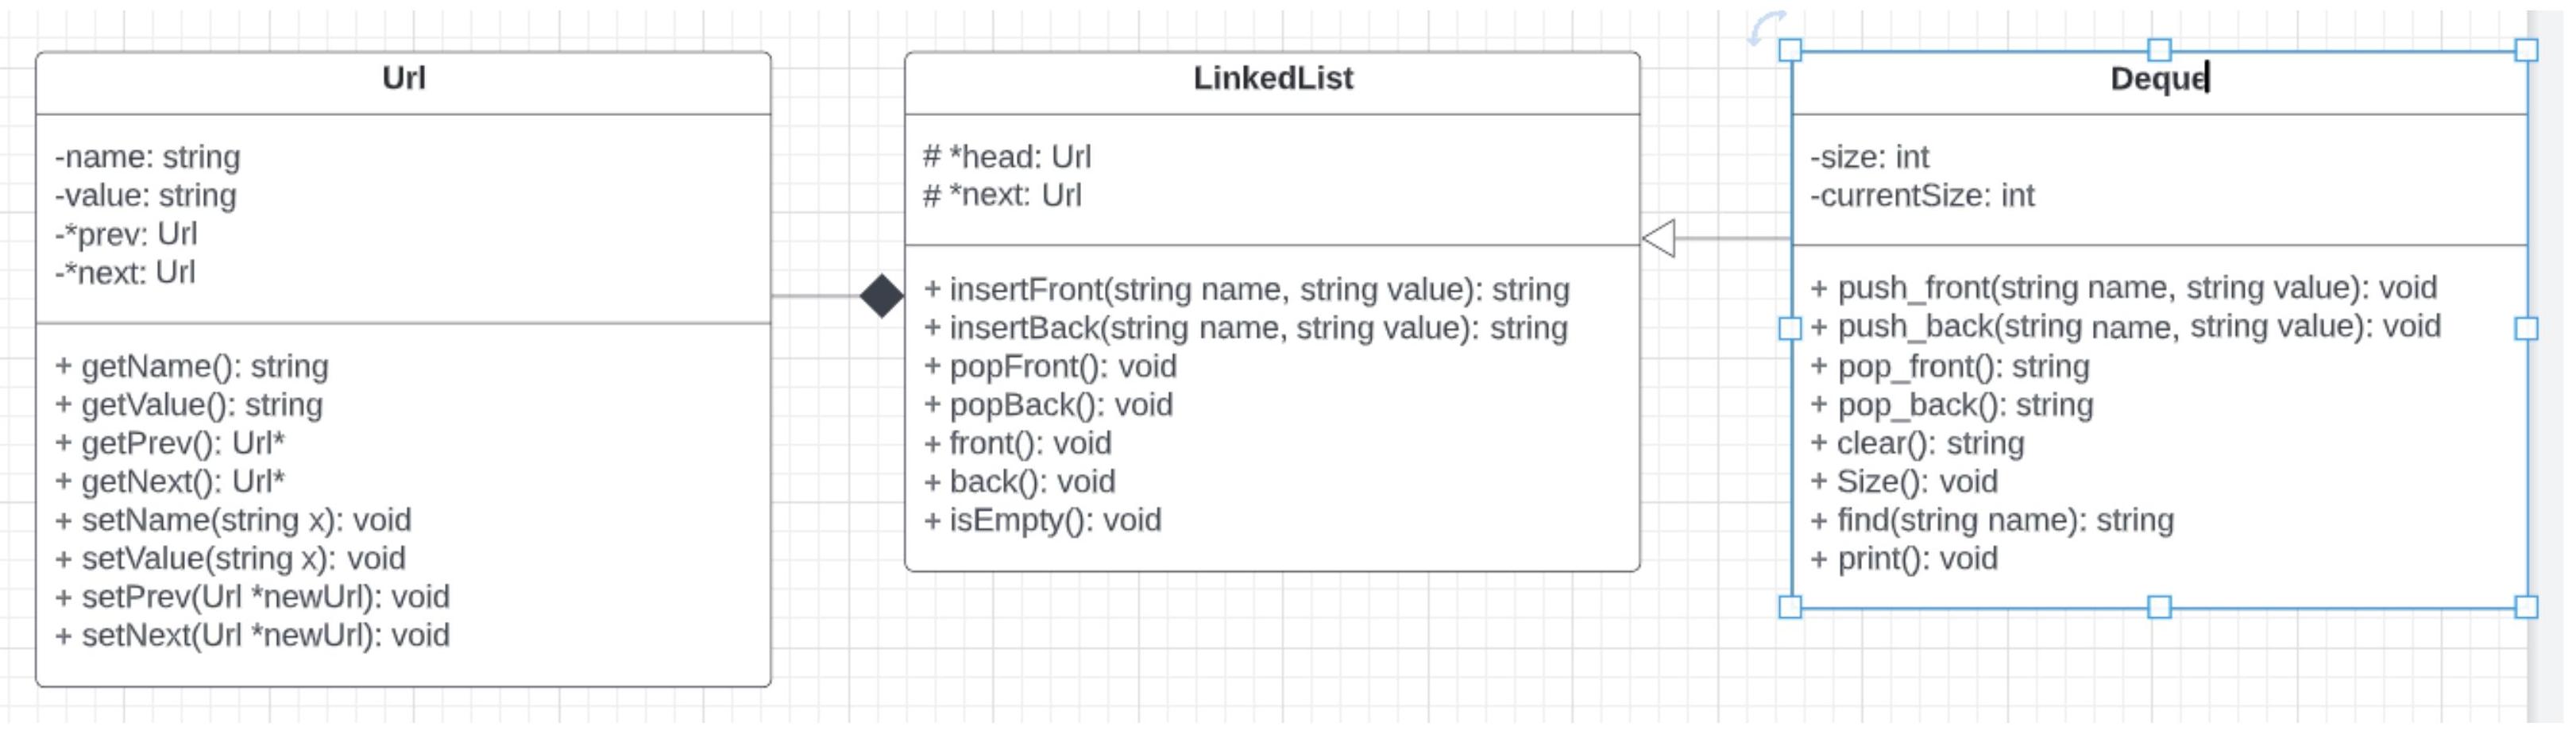 Url
-name: string
-value: string
-*prev: Url
-*next: Url
+ getName(): string
+ getValue(): string
+ getPrev(): Url*
+ getNext(): Url*
+ setName(string x): void
+ setValue(string x): void
+ setPrev(Url *newUrl): void
+ setNext(Url *newUrl): void
LinkedList
# *head: Url
# *next: Url
+ insertFront(string name, string value): string
+ insertBack(string name, string value): string
+ popFront(): void
+ popBack(): void
+ front(): void
+ back(): void
+ isEmpty(): void
Deque
-size: int
-currentSize: int
+ push_front(string name, string value): void
+ push_back(string name, string value): void
+ pop_front(): string
+ pop_back(): string
+ clear(): string
+ Size(): void
+ find(string name): string
+ print(): void